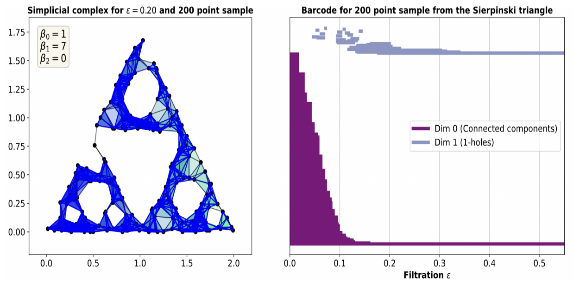 Simplicial complex for ε = 0.20 and 200 point sample
β₀ = 1
β₁ = 7
β₂ = 0
1.75
1.50
1.25
1.00
0.75
0.50
0.25
0.00
0.0 0.5 1.0 1.5 2.0
Barcode for 200 point sample from the Sierpinski triangle
Dim 0 (Connected components)
Dim 1 (1-holes)
0.0 0.1 0.2 0.3 0.4 0.5
Filtration ε